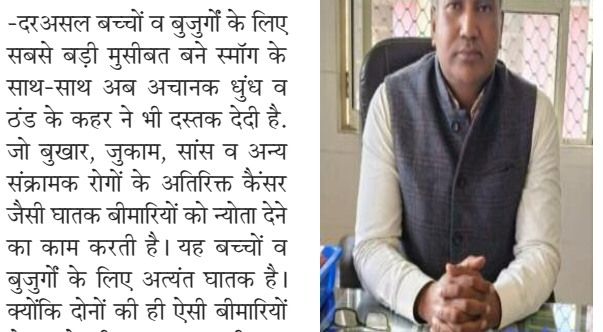 -दरअसल बच्चों व बुजुर्गों के लिए
सबसे बड़ी मुसीबत बने स्मॉग के
साथ-साथ अब अचानक धुंध व
ठंड के कहर ने भी दस्तक देदी है.
जो बुखार, जुकाम, सांस व अन्य
संक्रामक रोगों के अतिरिक्त कैंसर
जैसी घातक बीमारियों को न्योता देने
का काम करती है। यह बच्चों व
बुजुर्गों के लिए अत्यंत घातक है।
क्योंकि दोनों की ही ऐसी बीमारियों